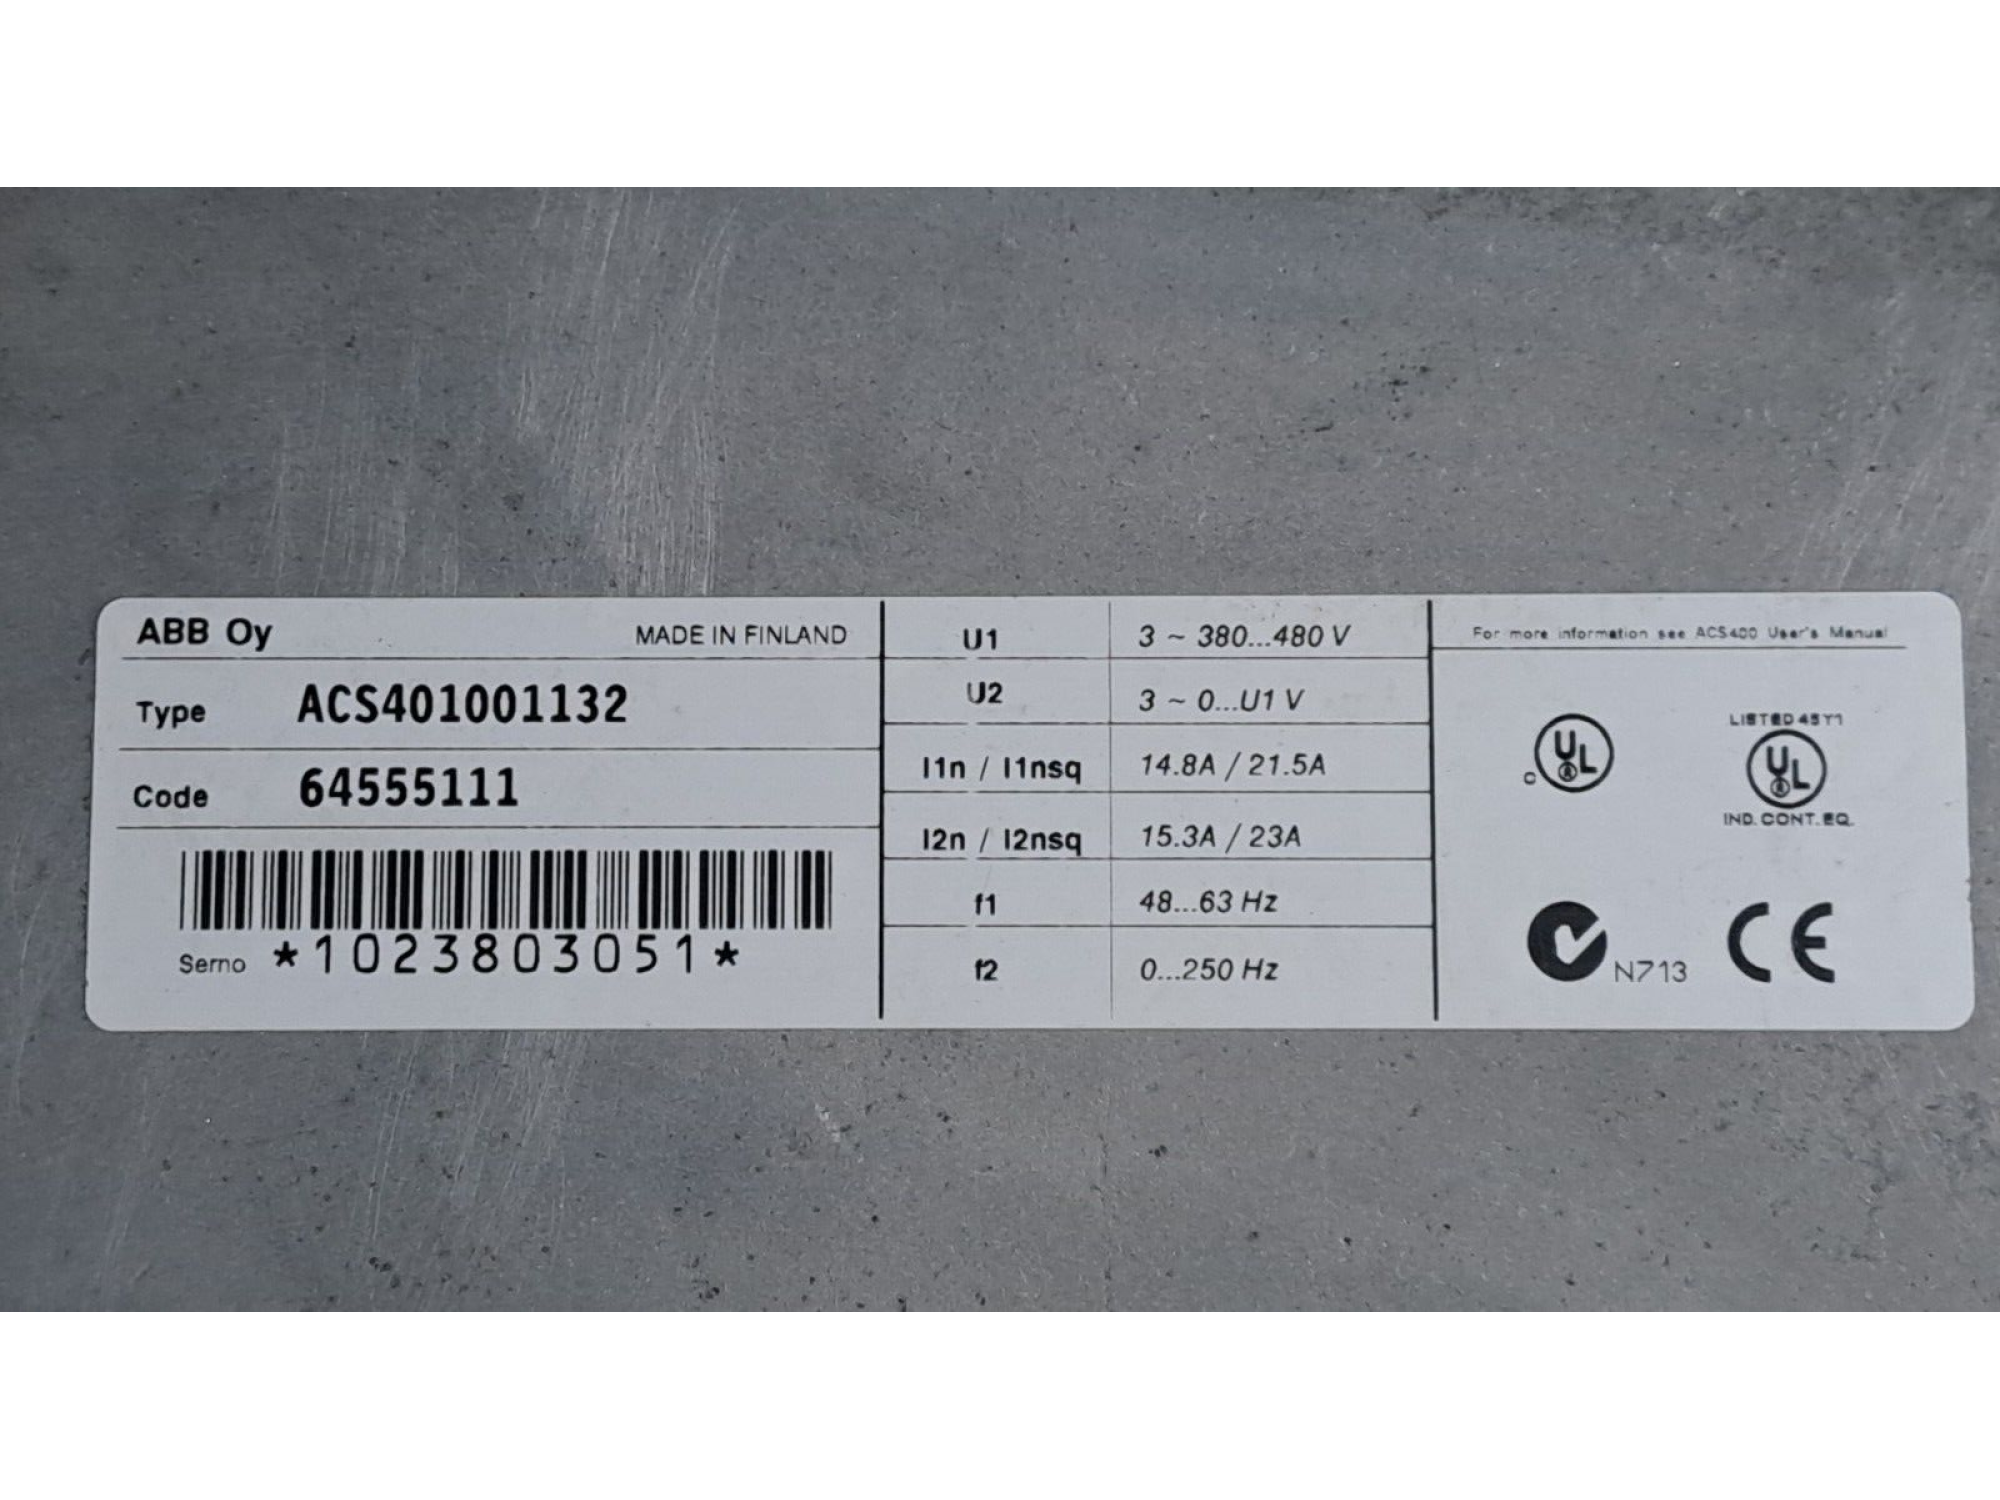 ABB Oy MADE IN FINLAND
Type ACS401001132
Code 64555111
Serno *1023803051*
U1 3 ~ 380...480 V
U2 3 ~ 0...U1 V
I1n / I1nsq 14.8A / 21.5A
I2n / I2nsq 15.3A / 23A
f1 48...63 Hz
f2 0...250 Hz
For more information see ACS400 User's Manual
C UL R
LISTED 45Y1
UL R
IND. CONT. EQ.
N713
CE